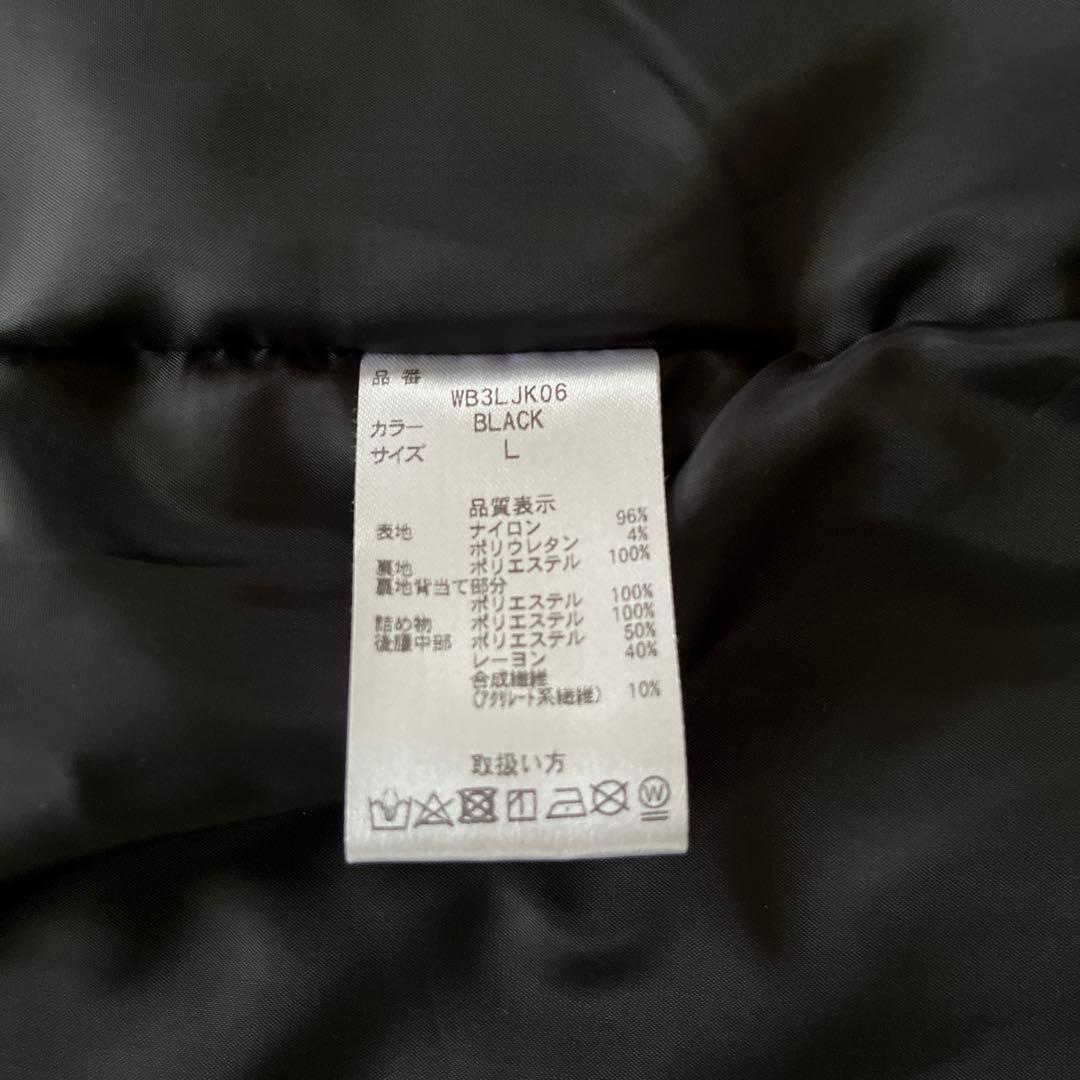 品番 WB3LJK06
カラー BLACK
サイズ L
品質表示
表地 ナイロン 96%
ポリウレタン 4%
裏地 ポリエステル 100%
裏地背当て部分
ポリエステル 100%
詰め物 ポリエステル 100%
後腰中部 ポリエステル 50%
レーヨン 40%
合成繊維
(アクリレート系繊維) 10%
取扱い方
W